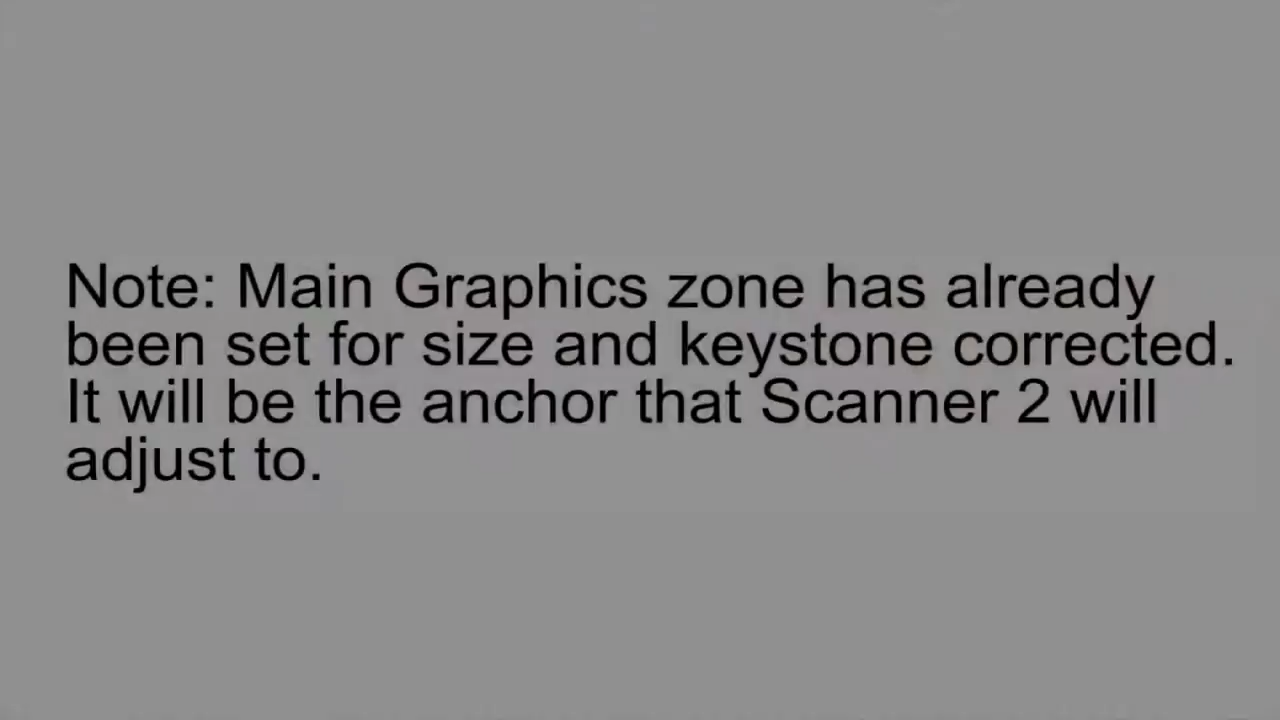 Note: Main Graphics zone has already
been set for size and keystone corrected.
It will be the anchor that Scanner 2 will
adjust to.